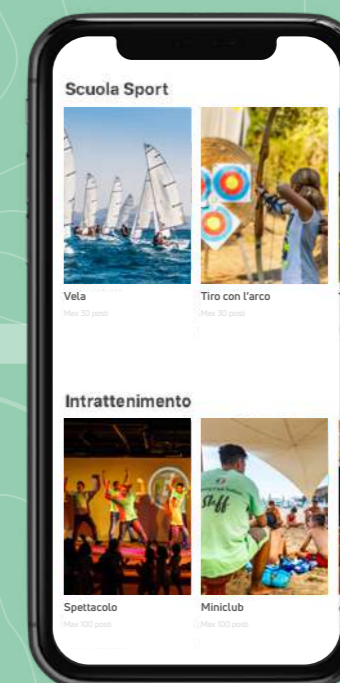 Scuola Sport
Vela
Tiro con l'arco
Max 30 posti
Max 30 posti
Intrattenimento
Staff
Spettacolo
Miniclub
Max 100 posti
Max 100 posti